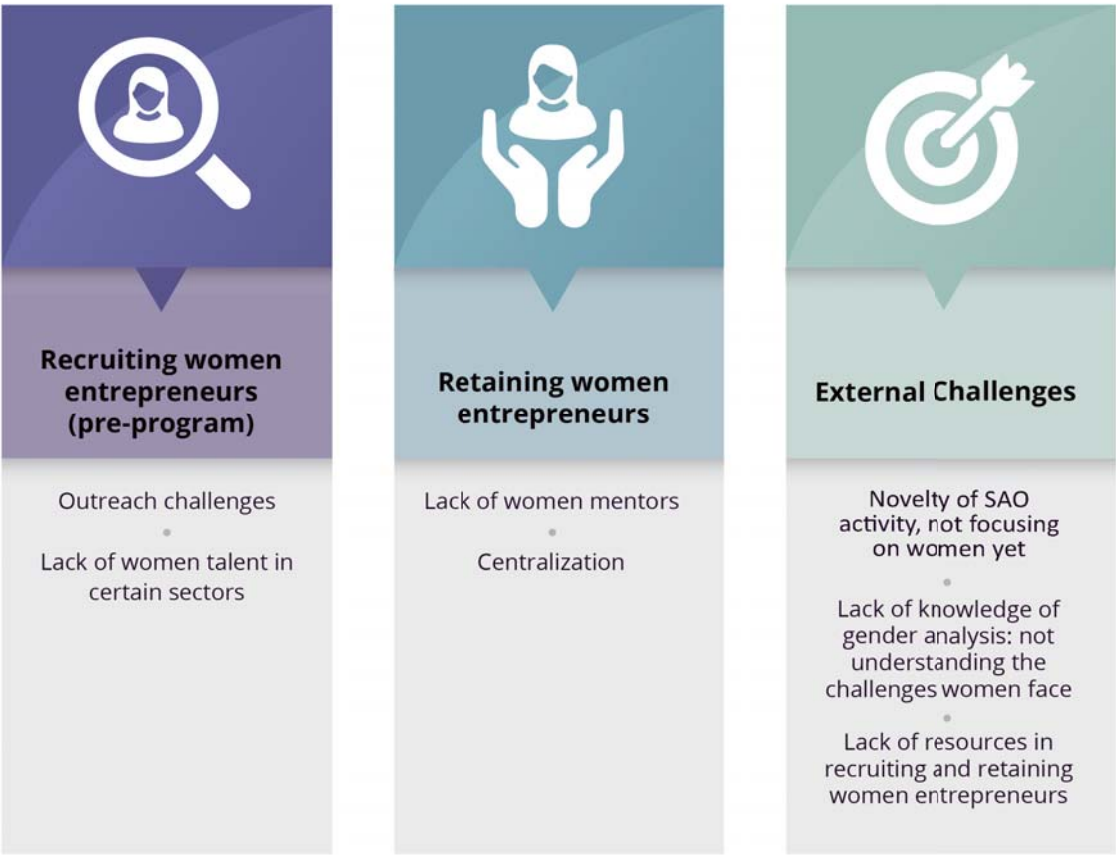 Recruiting women
entrepreneurs
(pre-program)
Outreach challenges
Lack of women talent in
certain sectors
Retaining women
entrepreneurs
Lack of women mentors
Centralization
External Challenges
Novelty of SAO
activity, not focusing
on women yet
Lack of knowledge of
gender analysis: not
understanding the
challenges women face
Lack of resources in
recruiting and retaining
women entrepreneurs